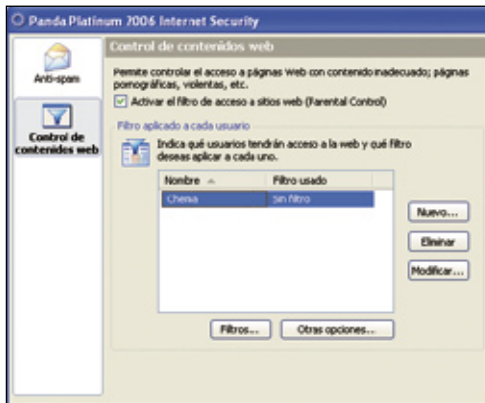 Panda Platinum 2006 Internet Security
Anti-spam
Control de
contenidos web
Control de contenidos web
Permite controlar el acceso a páginas Web con contenido inadecuado; páginas
pornográficas, violentas, etc.
Activar el filtro de acceso a sitios web (Parental Control)
Filtro aplicado a cada usuario
Indica qué usuarios tendrán acceso a la web y qué filtro
deseas aplicar a cada uno.
Nombre Filtro usado
Chema Sin filtro
Nuevo...
Eliminar
Modificar...
Filtros... Otras opciones...